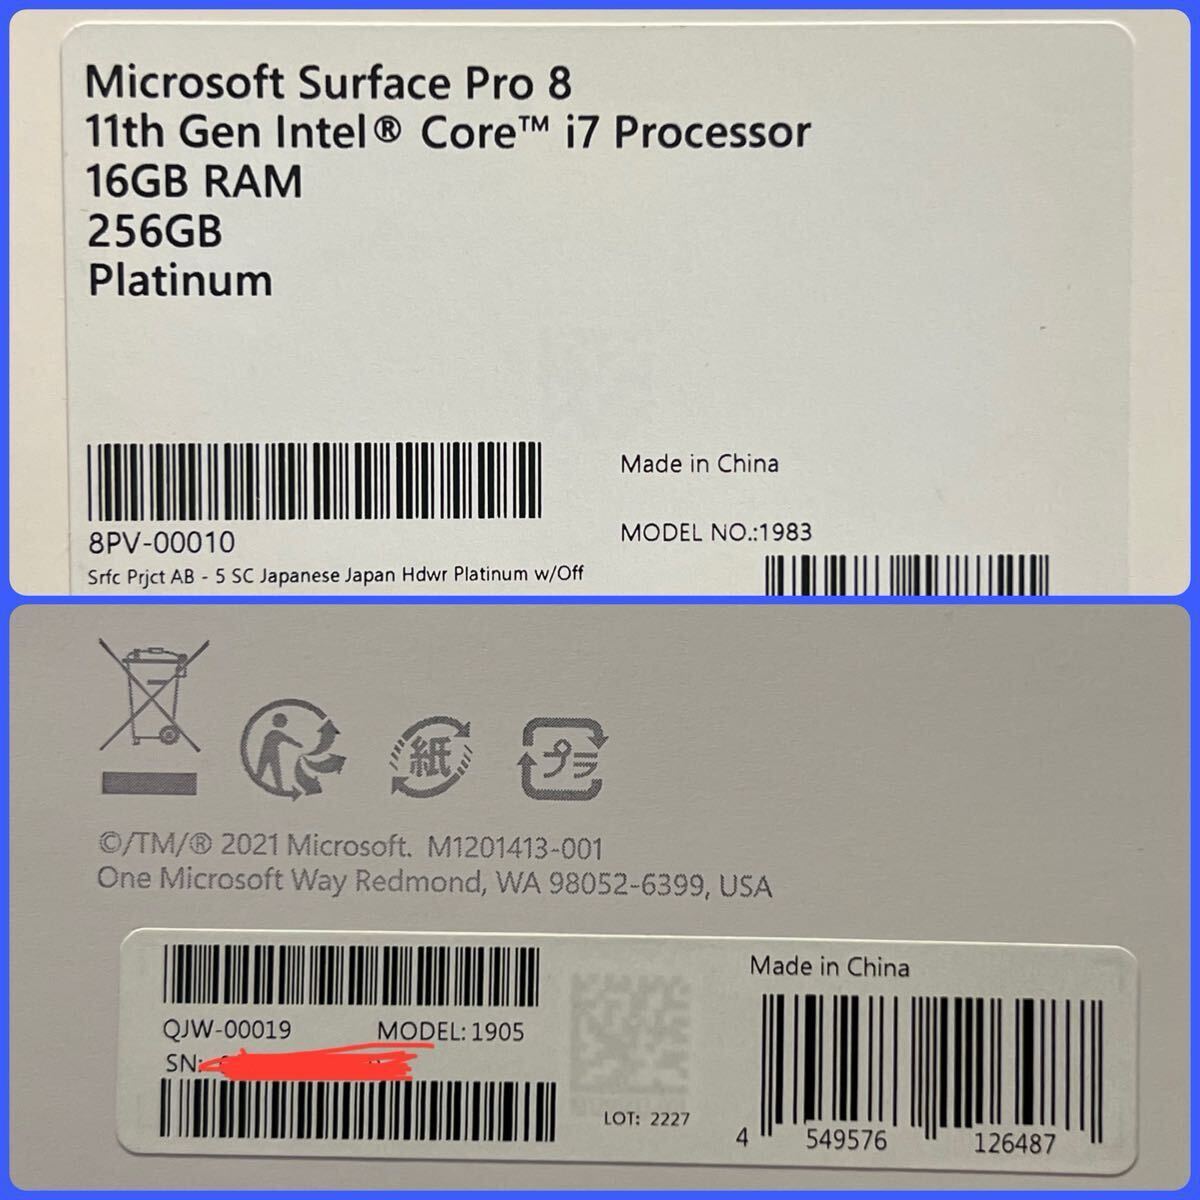 Microsoft Surface Pro 8
11th Gen Intel® Core™ i7 Processor
16GB RAM
256GB
Platinum
8PV-00010
Srfc Prjct AB - 5 SC Japanese Japan Hdwr Platinum w/Off
Made in China
MODEL NO.:1983
紙
プラ
©/TM/® 2021 Microsoft. M1201413-001
One Microsoft Way Redmond, WA 98052-6399, USA
QJW-00019 MODEL: 1905
SN:
LOT: 2227
Made in China
4 549576 126487